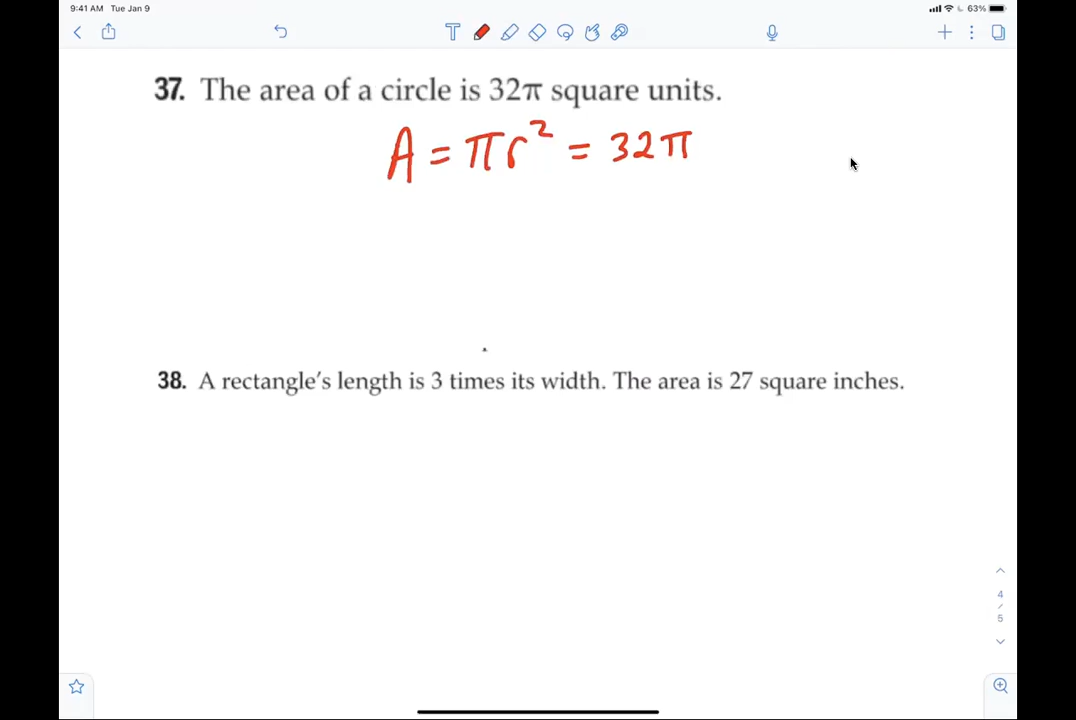 9:41 AM Tue Jan 9
63%
T
37. The area of a circle is 32π square units.
A = πr² = 32π
38. A rectangle's length is 3 times its width. The area is 27 square inches.
4
/
5